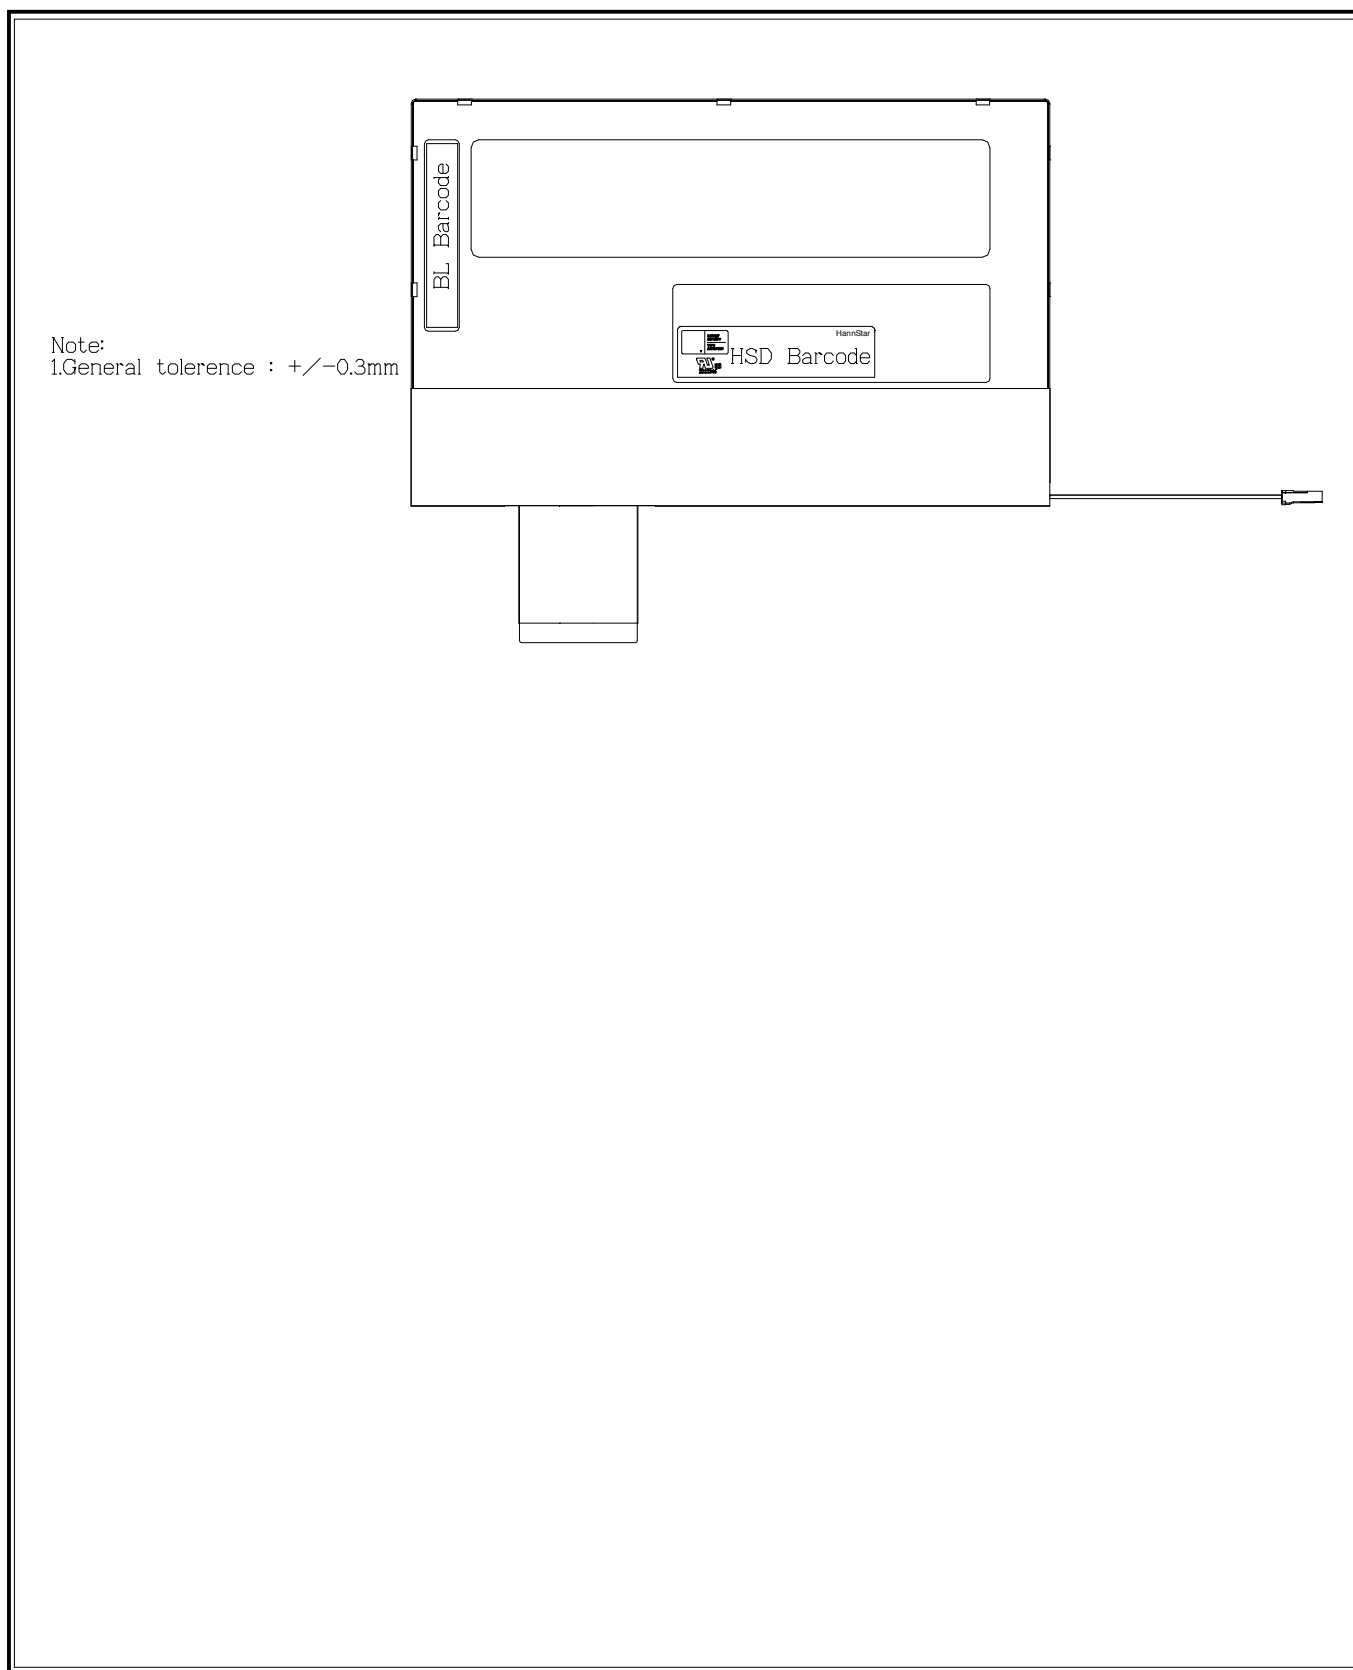 BL Barcode
HannStar
Note:
HSD Barcode
1.General tolerence : +/-0.3mm